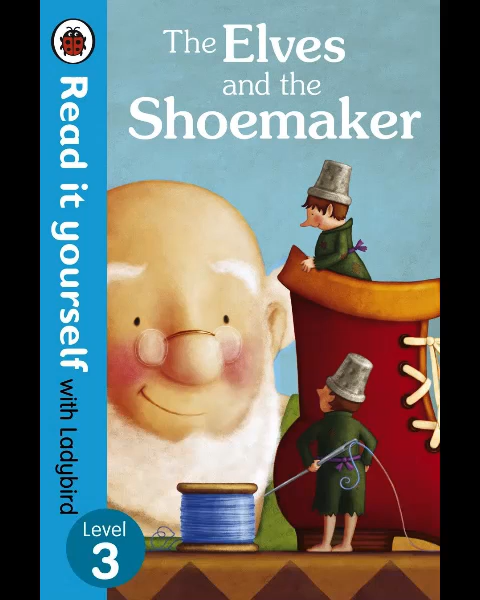 The Elves
and the
Shoemaker
Read it yourself with Ladybird
Level
3